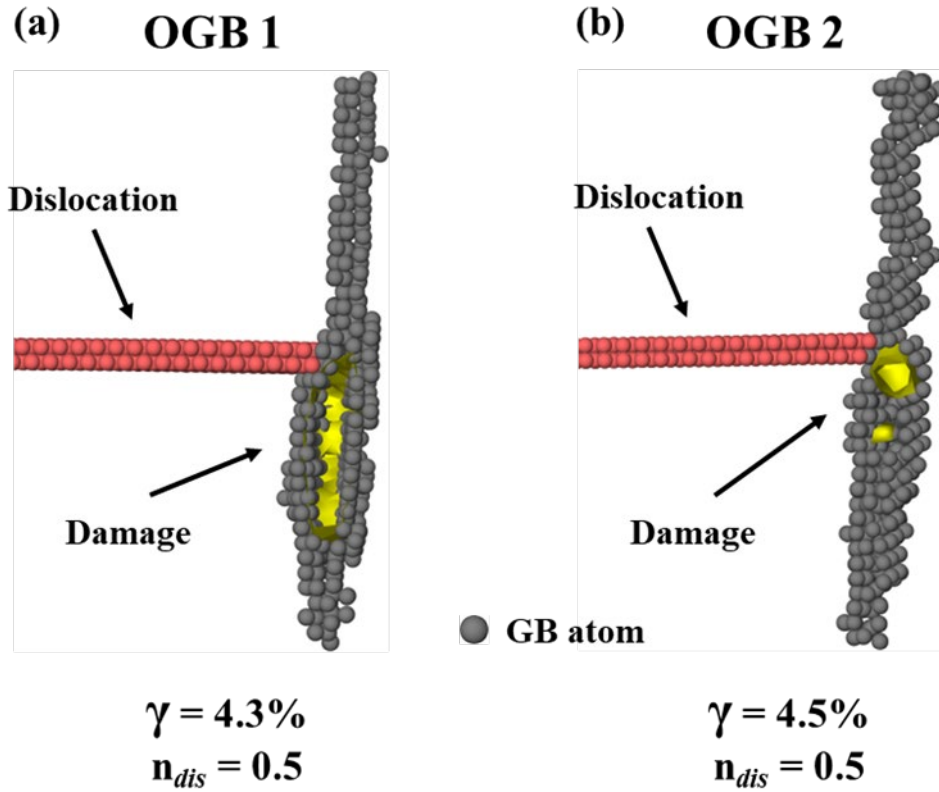 (a) OGB 1
Dislocation
Damage
γ = 4.3%
n_dis = 0.5
(b) OGB 2
Dislocation
Damage
GB atom
γ = 4.5%
n_dis = 0.5